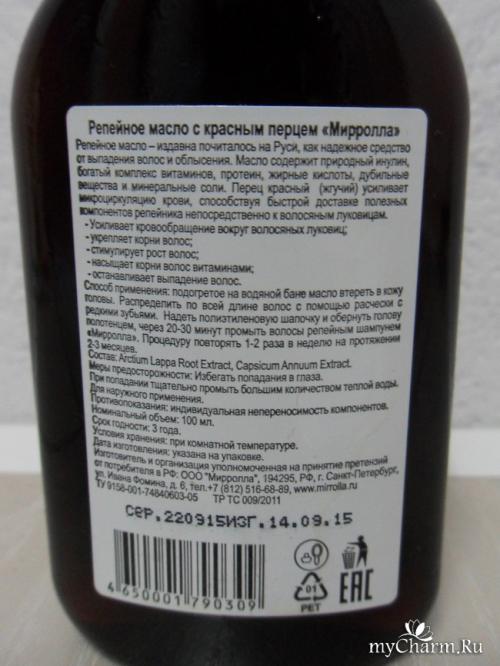 Репейное масло с красным перцем «Мирролла»
Репейное масло – издавна почиталось на Руси, как надежное средство
от выпадения волос и облысения. Масло содержит природный инулин,
богатый комплекс витаминов, протеин, жирные кислоты, дубильные
вещества и минеральные соли. Перец красный (жгучий) усиливает
микроциркуляцию крови, способствуя быстрой доставке полезных
компонентов репейника непосредственно к волосяным луковицам.
- Усиливает кровообращение вокруг волосяных луковиц;
- укрепляет корни волос;
- стимулирует рост волос;
- насыщает корни волос витаминами;
- останавливает выпадение волос.
Способ применения: подогретое на водяной бане масло втереть в кожу
головы. Распределить по всей длине волос с помощью расчески с
редкими зубьями. Надеть полиэтиленовую шапочку и обернуть голову
полотенцем, через 20-30 минут промыть волосы репейным шампунем
«Мирролла». Процедуру повторять 1-2 раза в неделю на протяжении
2-3 месяцев.
Состав: Arctium Lappa Root Extract, Capsicum Annuum Extract.
Меры предосторожности: Избегать попадания в глаза.
При попадании тщательно промыть большим количеством теплой воды.
Для наружного применения.
Противопоказания: индивидуальная непереносимость компонентов.
Номинальный объем: 100 мл.
Срок годности: 3 года.
Условия хранения: при комнатной температуре.
Дата изготовления: указана на упаковке.
Изготовитель и организация уполномоченная на принятие претензий
от потребителя в РФ: ООО "Мирролла", 194295, РФ, г. Санкт-Петербург,
ул. Ивана Фомина, д. 6, тел.+7 (812) 516-68-89, www.mirrolla.ru
ТУ 9158-001-74840603-05 ТР ТС 009/2011
СЕР.220915ИЗГ.14.09.15
4 650001 790309
01
PET
EAC
myCharm.Ru